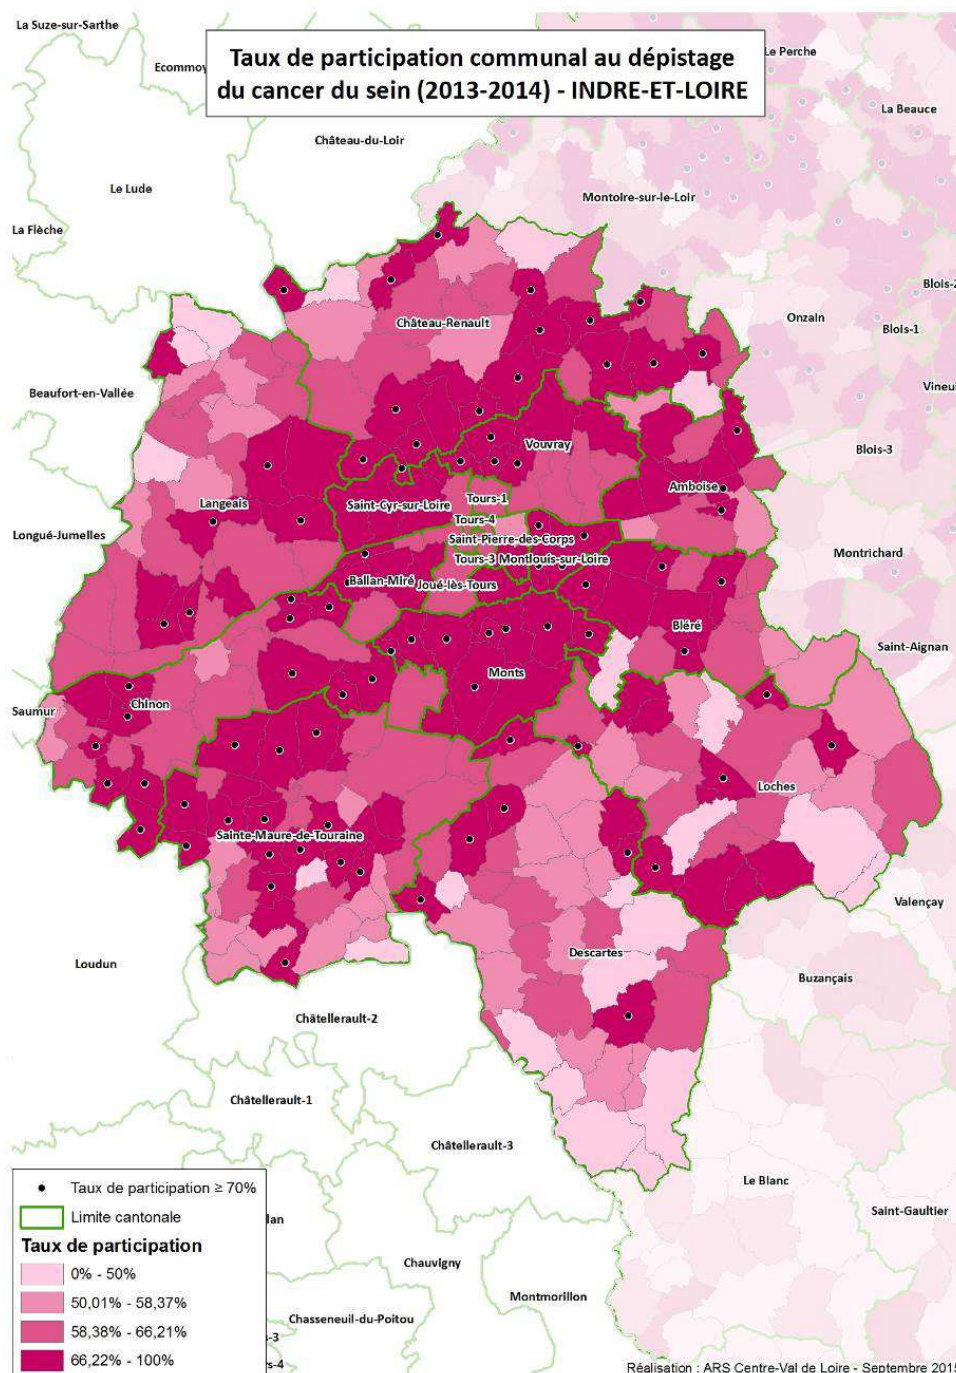 La Suze-sur-Sarthe
Taux de participation communal au dépistage
du cancer du sein (2013-2014) - INDRE-ET-LOIRE
Le Perche
La Beauce
Château-du-Loir
Le Lude
Montoire-sur-le-Loir
La Flèche
Onzain
Château-Renault
Blois-1
Beaufort-en-Vallée
Vouvray
Blois-3
Amboise
Langeais
Saint-Cyr-sur-Loire
Tours-1
Tours-4
Longué-Jumelles
Saint-Pierre-des-Corps
Montrichard
Tours-3
Montlouis-sur-Loire
Ballan-Miré
Joué-lès-Tours
Bléré
Saint-Aignan
Monts
Saumur
Chinon
Loches
Sainte-Maure-de-Touraine
Valençay
Loudun
Descartes
Buzançais
Châtellerault-2
Châtellerault-1
Châtellerault-3
Le Blanc
Saint-Gaultier
Chauvigny
Montmorillon
Chasseneuil-du-Poitou
Taux de participation ≥ 70%
Limite cantonale
Taux de participation
0% - 50%
50,01% - 58,37%
58,38% - 66,21%
66,22% - 100%
Réalisation : ARS Centre-Val de Loire - Septembre 2015